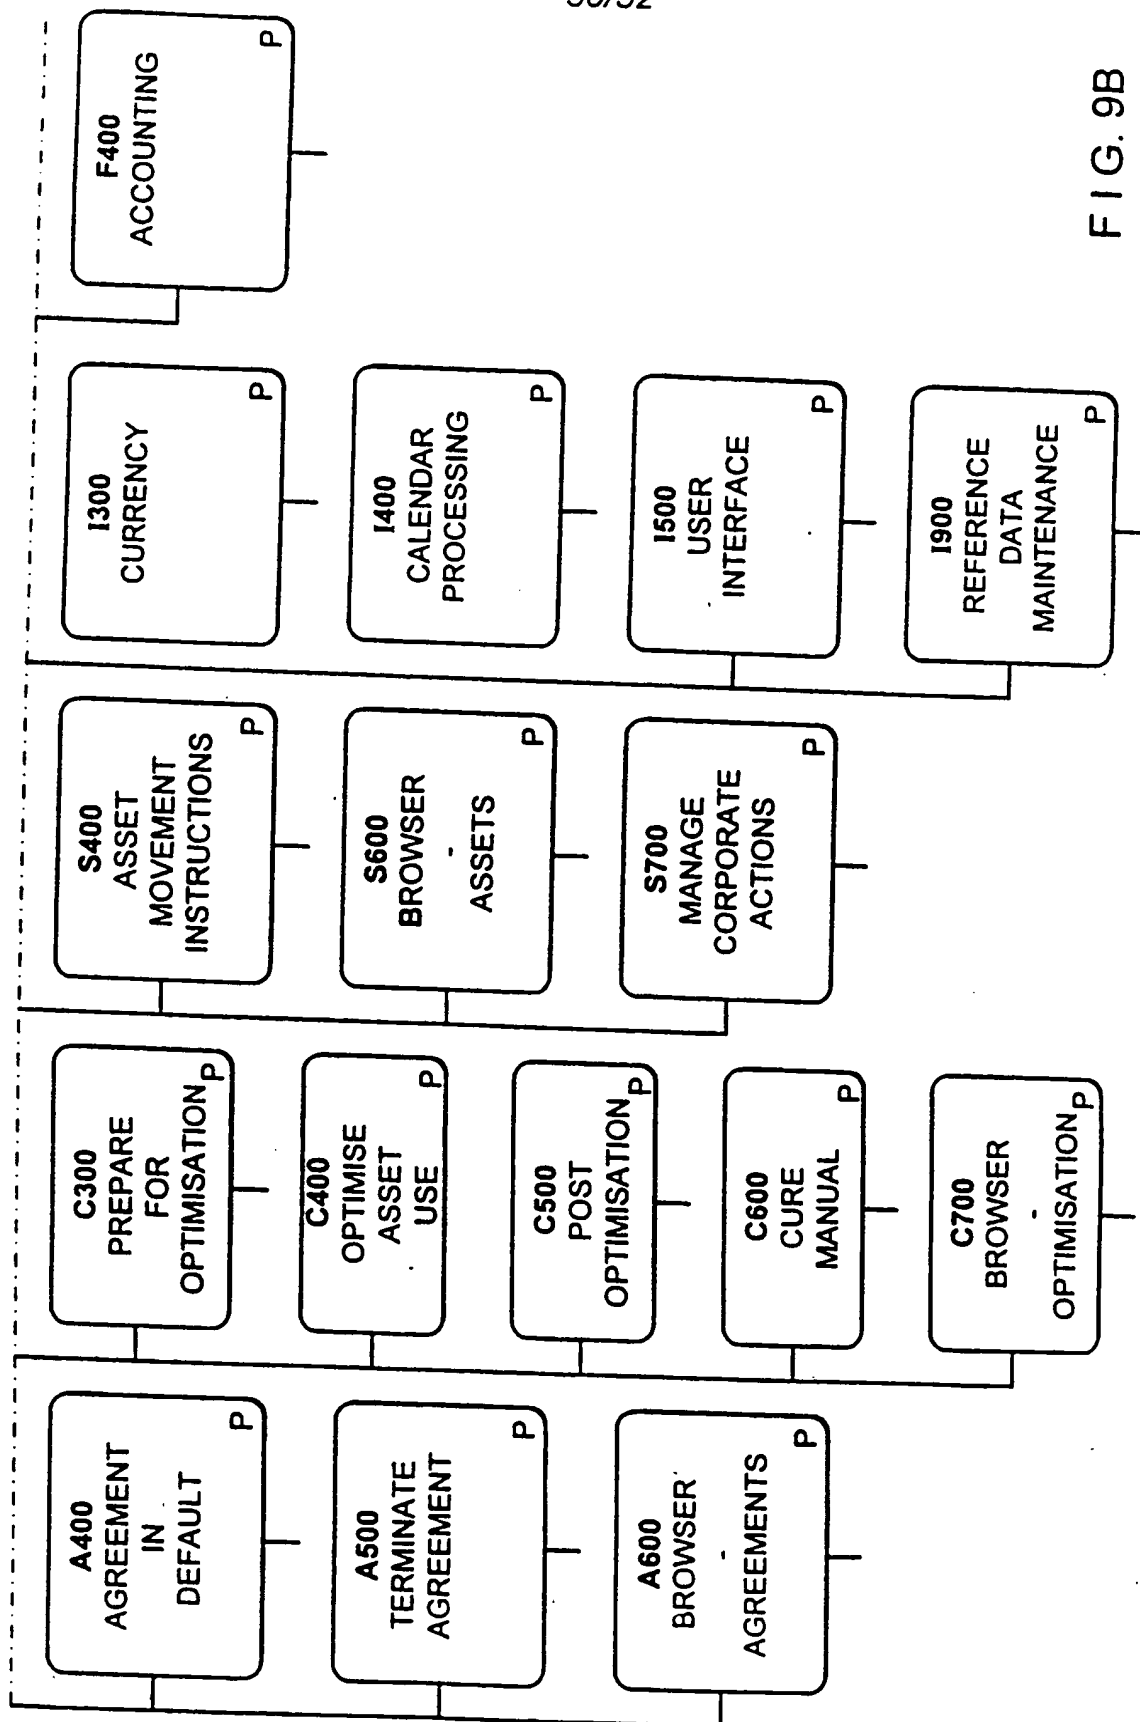 A400
AGREEMENT
IN
DEFAULT
P
A500
TERMINATE
AGREEMENT
P
A600
BROWSER
-
AGREEMENTS
P
C300
PREPARE
FOR
OPTIMISATION
P
C400
OPTIMISE
ASSET
USE
P
C500
POST
OPTIMISATION
P
C600
CURE
MANUAL
P
C700
BROWSER
-
OPTIMISATION
P
S400
ASSET
MOVEMENT
INSTRUCTIONS
P
S600
BROWSER
-
ASSETS
P
S700
MANAGE
CORPORATE
ACTIONS
P
I300
CURRENCY
P
I400
CALENDAR
PROCESSING
P
I500
USER
INTERFACE
P
I900
REFERENCE
DATA
MAINTENANCE
P
F400
ACCOUNTING
P
FIG. 9B